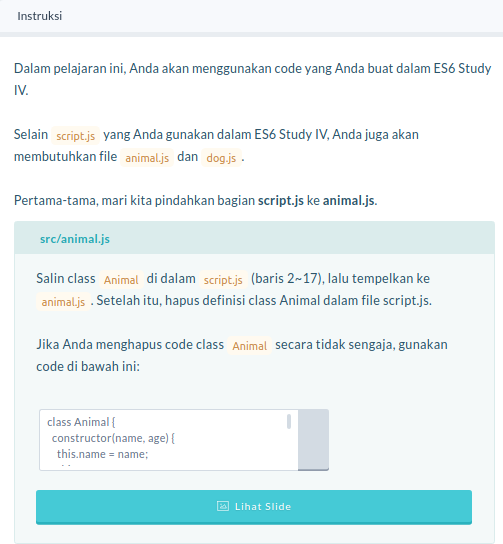 Instruksi
Dalam pelajaran ini, Anda akan menggunakan code yang Anda buat dalam ES6 Study
IV.
Selain script.js yang Anda gunakan dalam ES6 Study IV, Anda juga akan
membutuhkan file animal.js dan dog.js .
Pertama-tama, mari kita pindahkan bagian script.js ke animal.js.
src/animal.js
Salin class Animal di dalam script.js (baris 2~17), lalu tempelkan ke
animal.js . Setelah itu, hapus definisi class Animal dalam file script.js.
Jika Anda menghapus code class Animal secara tidak sengaja, gunakan
code di bawah ini:
class Animal {
constructor(name, age) {
this.name = name;
Lihat Slide